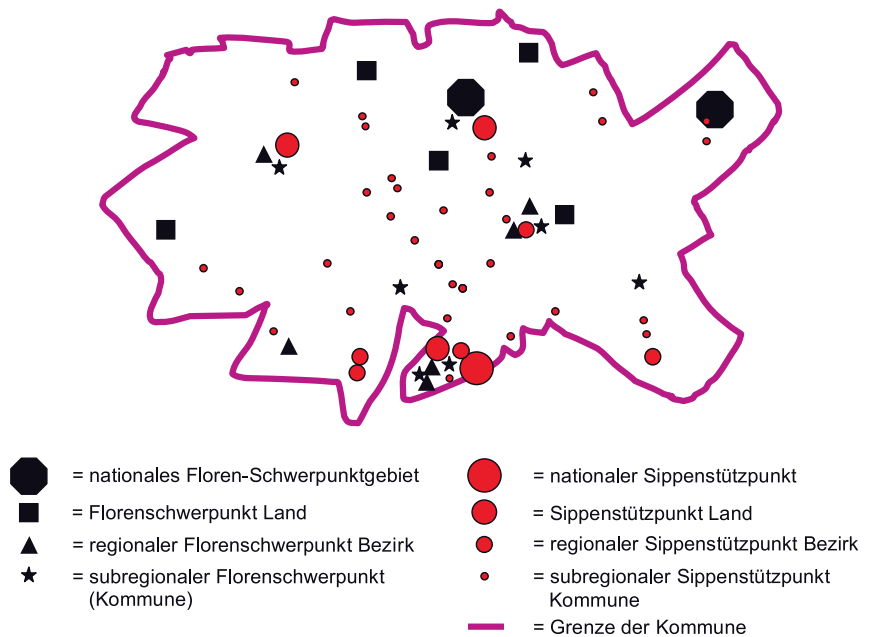 = nationales Floren-Schwerpunktgebiet
= Florenschwerpunkt Land
= regionaler Florenschwerpunkt Bezirk
= subregionaler Florenschwerpunkt
(Kommune)
= nationaler Sippenstützpunkt
= Sippenstützpunkt Land
= regionaler Sippenstützpunkt Bezirk
= subregionaler Sippenstützpunkt
Kommune
= Grenze der Kommune